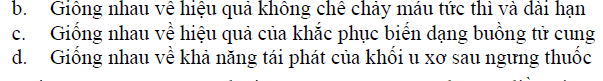 b. Giống nhau về hiệu quả không chế chảy máu tức thì và dài hạn
c. Giống nhau về hiệu quả của khắc phục biến dạng buồng tử cung
d. Giống nhau về khả năng tái phát của khối u xơ sau ngưng thuốc